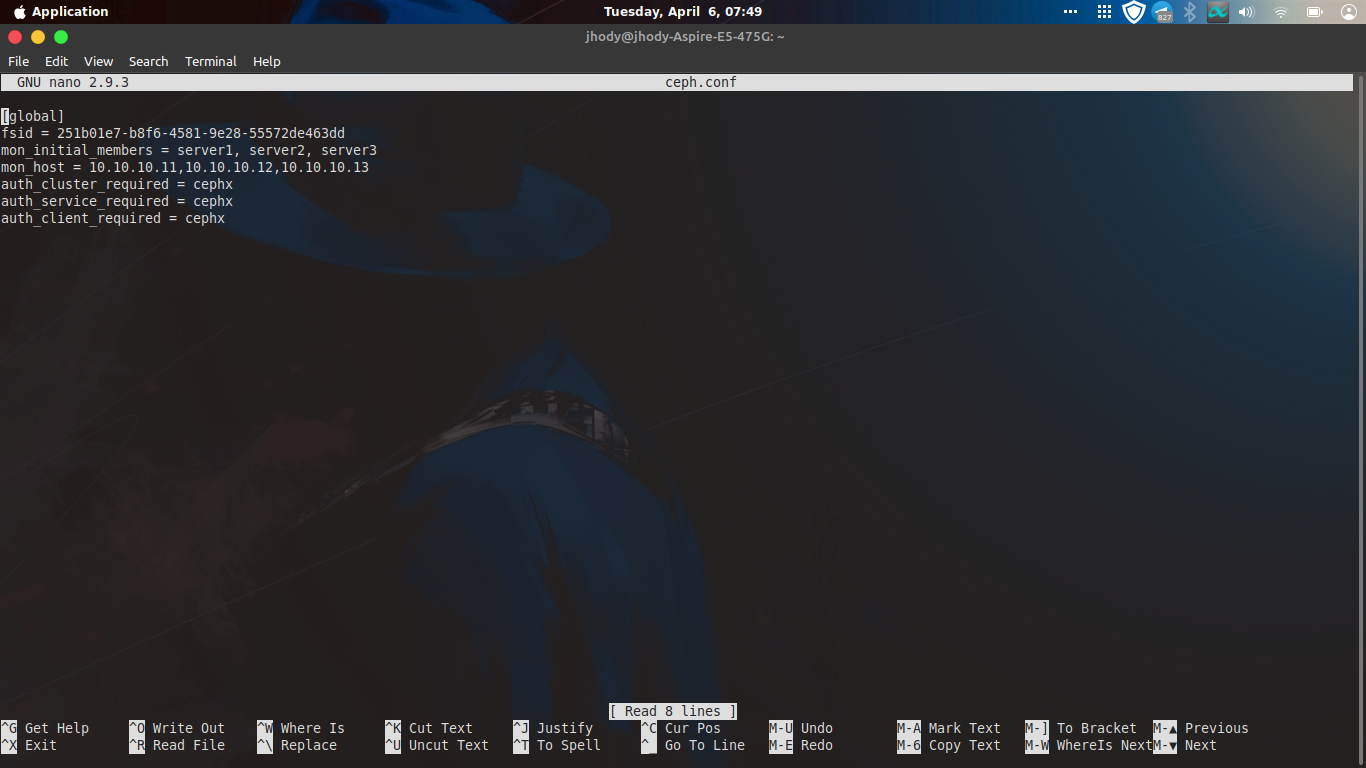 Application
Tuesday, April 6, 07:49
827
jhody@jhody-Aspire-E5-475G: ~
File Edit View Search Terminal Help
GNU nano 2.9.3 ceph.conf
[global]
fsid = 251b01e7-b8f6-4581-9e28-55572de463dd
mon_initial_members = server1, server2, server3
mon_host = 10.10.10.11,10.10.10.12,10.10.10.13
auth_cluster_required = cephx
auth_service_required = cephx
auth_client_required = cephx
[ Read 8 lines ]
^G Get Help ^O Write Out ^W Where Is ^K Cut Text ^J Justify ^C Cur Pos M-U Undo M-A Mark Text M-] To Bracket M-▲ Previous
^X Exit ^R Read File ^\ Replace ^U Uncut Text ^T To Spell ^_ Go To Line M-E Redo M-6 Copy Text M-W WhereIs Next M-▼ Next